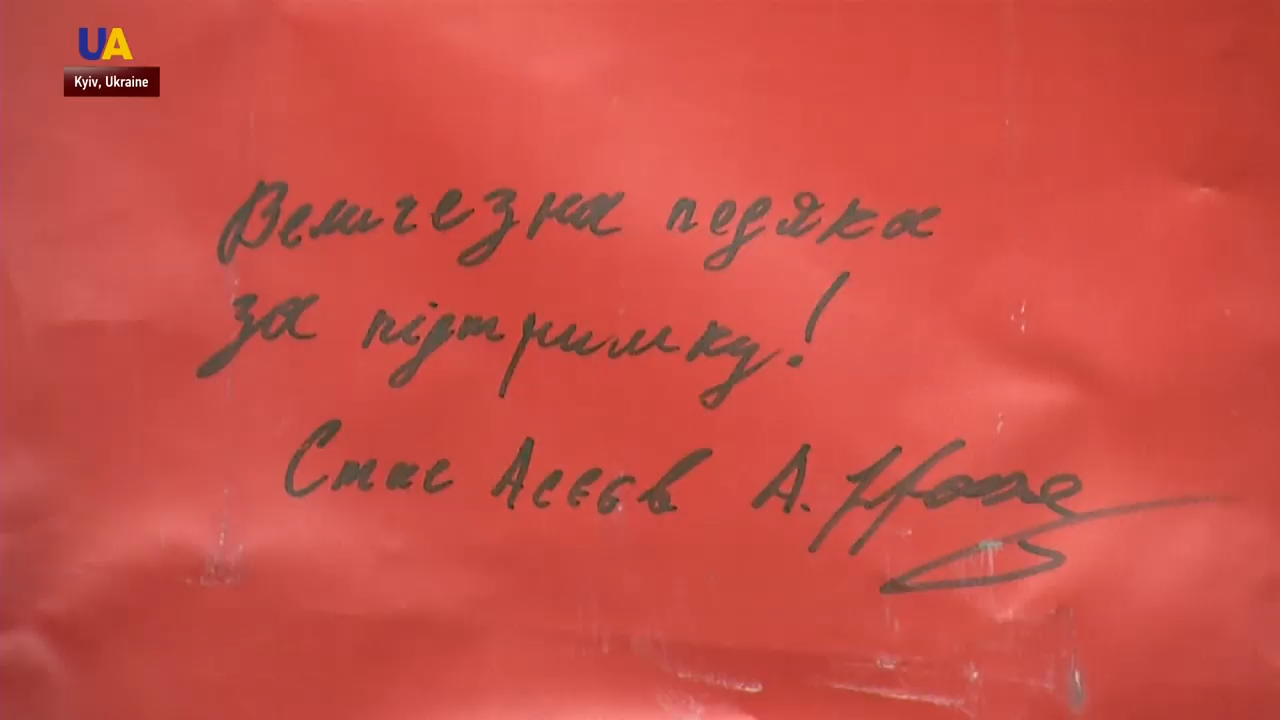 UA
Kyiv, Ukraine
Величезна подяка
за підтримку!
Стас Асєєв А.